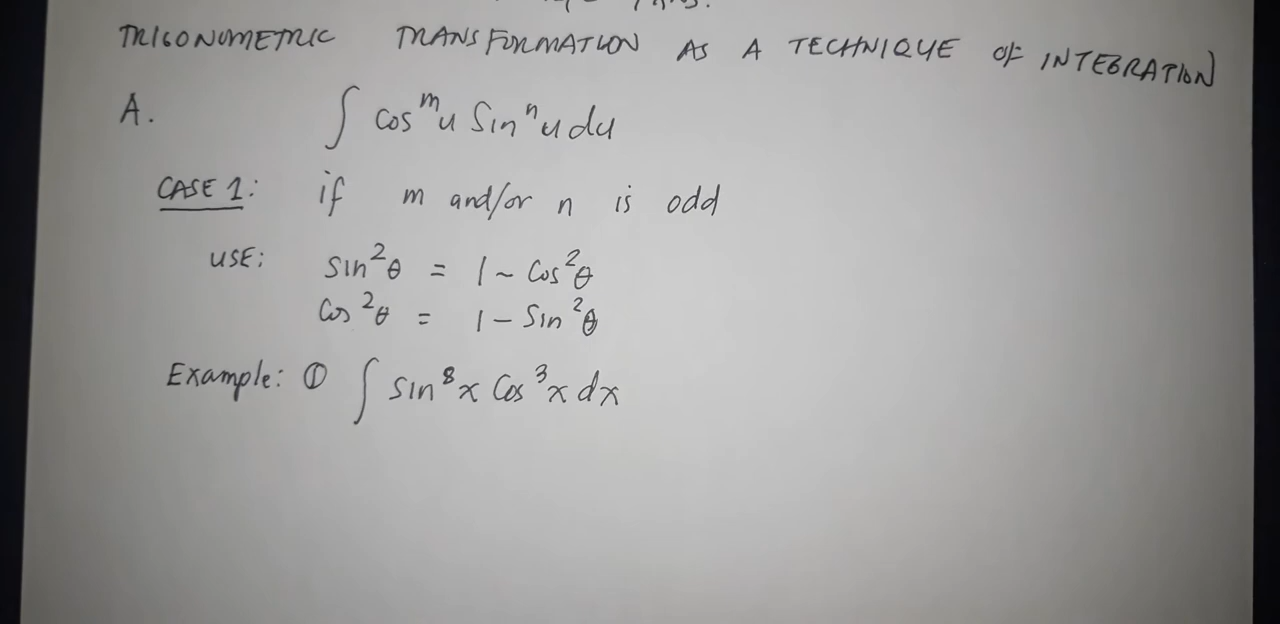 TRIGONOMETRIC TRANSFORMATION AS A TECHNIQUE OF INTEGRATION
A. ∫ cos^m u sin^n u du
CASE 1: if m and/or n is odd
USE: sin²θ = 1 - cos²θ
cos²θ = 1 - sin²θ
Example: ① ∫ sin⁸x cos³x dx